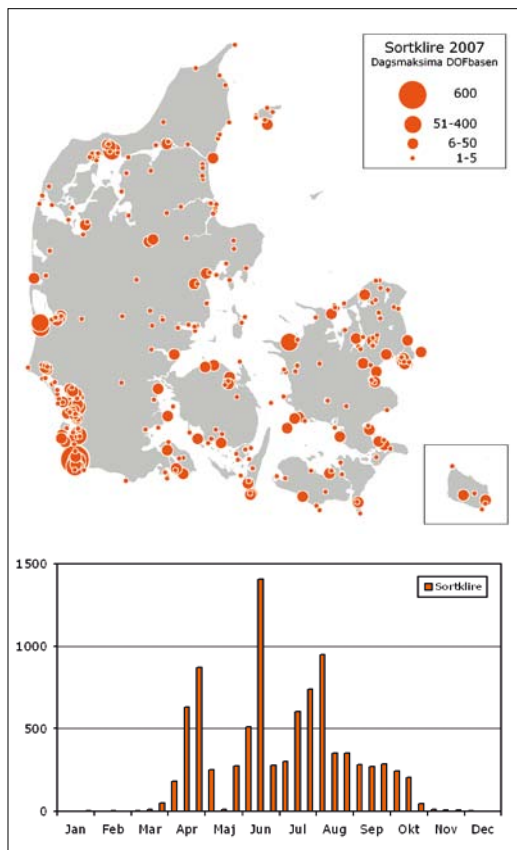 Sortklire 2007
Dagsmaksima DOFbasen
600
51-400
6-50
1-5
1500
Sortklire
1000
500
0
Jan Feb Mar Apr Maj Jun Jul Aug Sep Okt Nov Dec